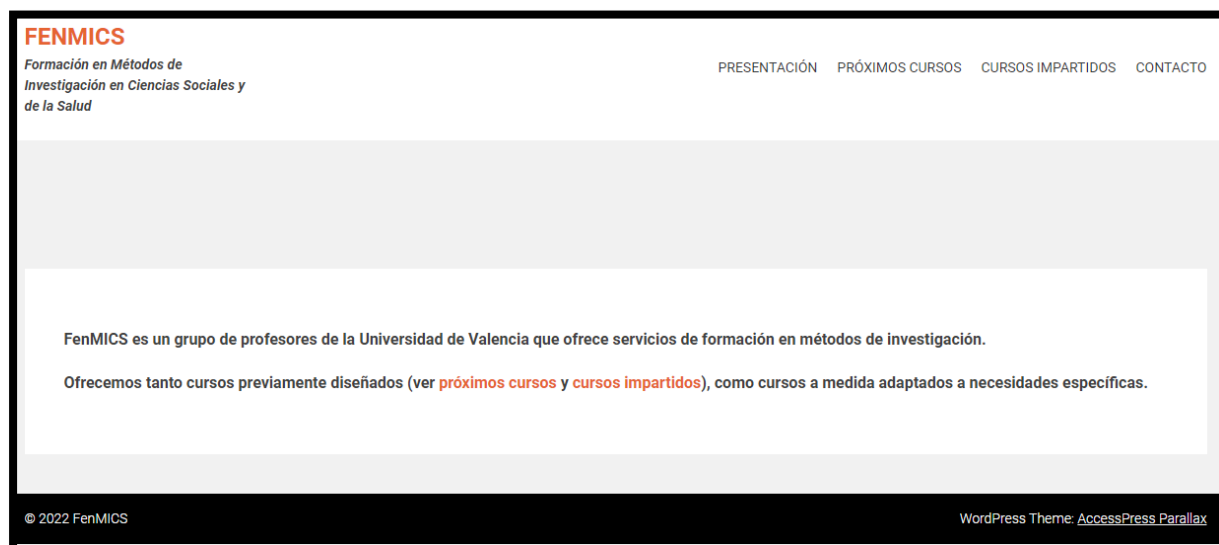 FENMICS
Formación en Métodos de
Investigación en Ciencias Sociales y
de la Salud
PRESENTACIÓN PRÓXIMOS CURSOS CURSOS IMPARTIDOS CONTACTO
FenMICS es un grupo de profesores de la Universidad de Valencia que ofrece servicios de formación en métodos de investigación.
Ofrecemos tanto cursos previamente diseñados (ver próximos cursos y cursos impartidos), como cursos a medida adaptados a necesidades específicas.
© 2022 FenMICS
WordPress Theme: AccessPress Parallax